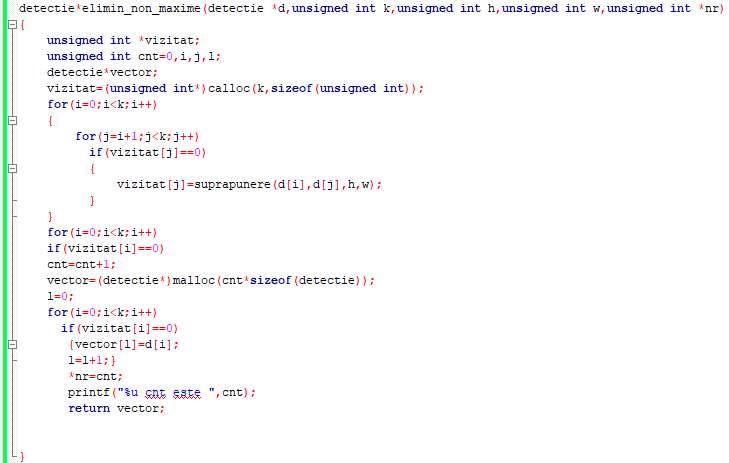 detectie*elimin_non_maxime(detectie *d,unsigned int k,unsigned int h,unsigned int w,unsigned int *nr)
{
    unsigned int *vizitat;
    unsigned int cnt=0,i,j,l;
    detectie*vector;
    vizitat=(unsigned int*)calloc(k,sizeof(unsigned int));
    for(i=0;i<k;i++)
    {
        for(j=i+1;j<k;j++)
          if(vizitat[j]==0)
          {
              vizitat[j]=suprapunere(d[i],d[j],h,w);
          }
    }
    for(i=0;i<k;i++)
    if(vizitat[i]==0)
    cnt=cnt+1;
    vector=(detectie*)malloc(cnt*sizeof(detectie));
    l=0;
    for(i=0;i<k;i++)
      if(vizitat[i]==0)
       {vector[l]=d[i];
       l=l+1;}
       *nr=cnt;
       printf("%u cnt este ",cnt);
       return vector;
}